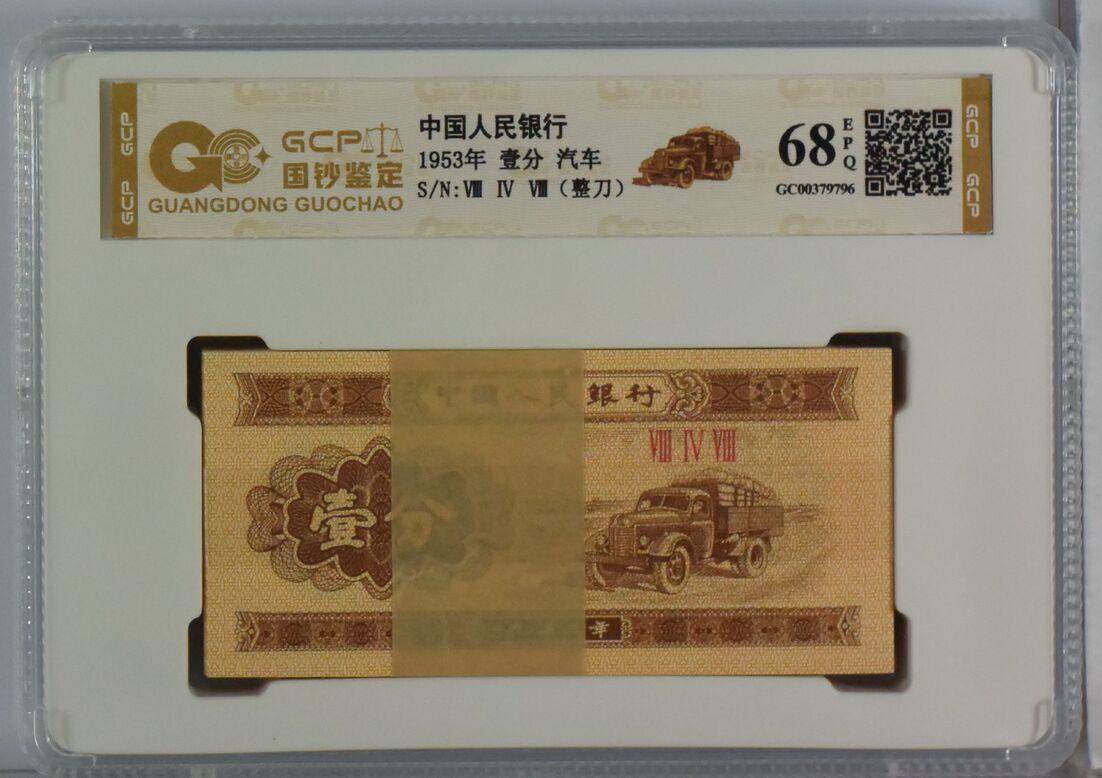 GCP
GCP
GCP
国钞鉴定
GUANGDONG GUOCHAO
中国人民银行
1953年 壹分 汽车
S/N:Ⅷ Ⅳ Ⅷ（整刀）
68
EPQ
GC00379796
GCP
GCP
銀行
Ⅷ Ⅳ Ⅷ
壹
分
年